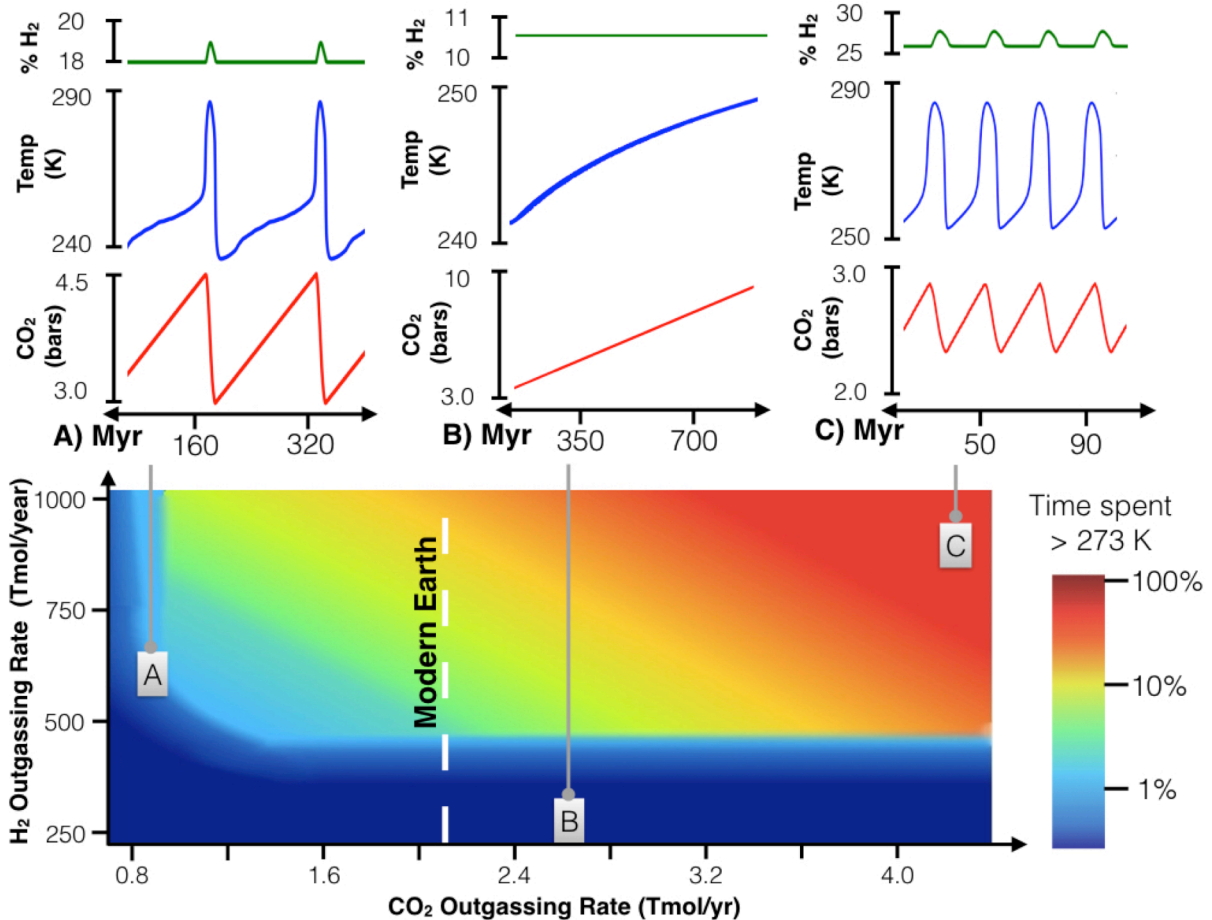 20
18
% H₂
290
240
Temp
(K)
4.5
3.0
CO₂
(bars)
A) Myr
160
320
11
10
% H₂
250
240
Temp
(K)
10
3.0
CO₂
(bars)
B) Myr
350
700
30
25
% H₂
290
250
Temp
(K)
3.0
2.0
CO₂
(bars)
C) Myr
50
90
H₂ Outgassing Rate (Tmol/year)
1000
750
500
250
A
Modern Earth
B
C
0.8
1.6
2.4
3.2
4.0
CO₂ Outgassing Rate (Tmol/yr)
Time spent
> 273 K
100%
10%
1%